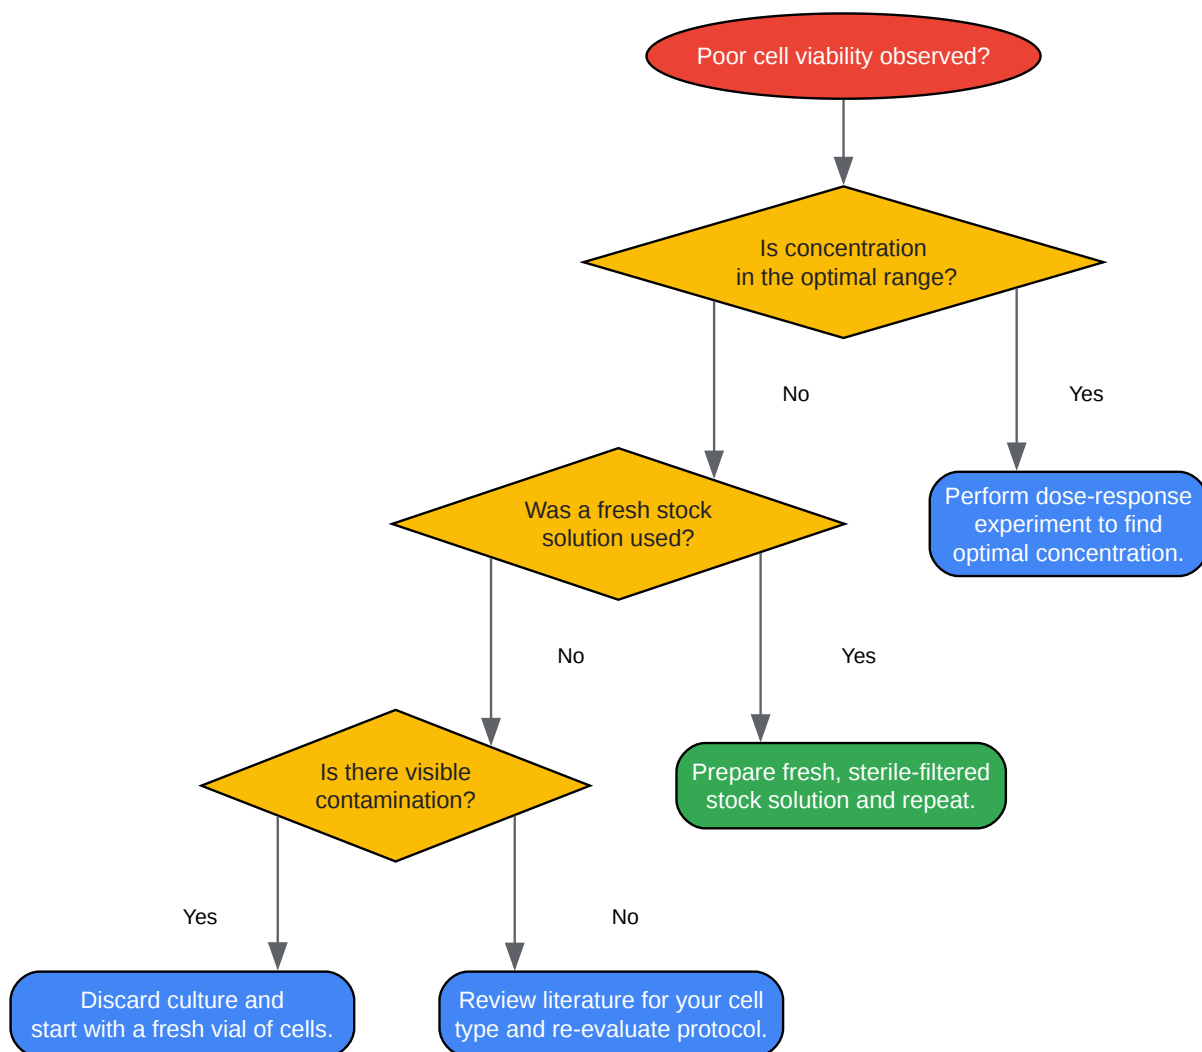 Poor cell viability observed?
Is concentration
in the optimal range?
No
Yes
Perform dose-response
experiment to find
optimal concentration.
Was a fresh stock
solution used?
No
Yes
Prepare fresh, sterile-filtered
stock solution and repeat.
Is there visible
contamination?
Yes
No
Discard culture and
start with a fresh vial of cells.
Review literature for your cell
type and re-evaluate protocol.